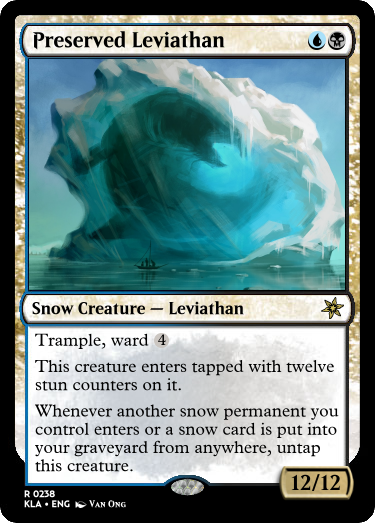 Preserved Leviathan
Snow Creature — Leviathan
Trample, ward 4
This creature enters tapped with twelve
stun counters on it.
Whenever another snow permanent you
control enters or a snow card is put into
your graveyard from anywhere, untap
this creature.
12/12
R 0238
KLA • ENG Van Ong